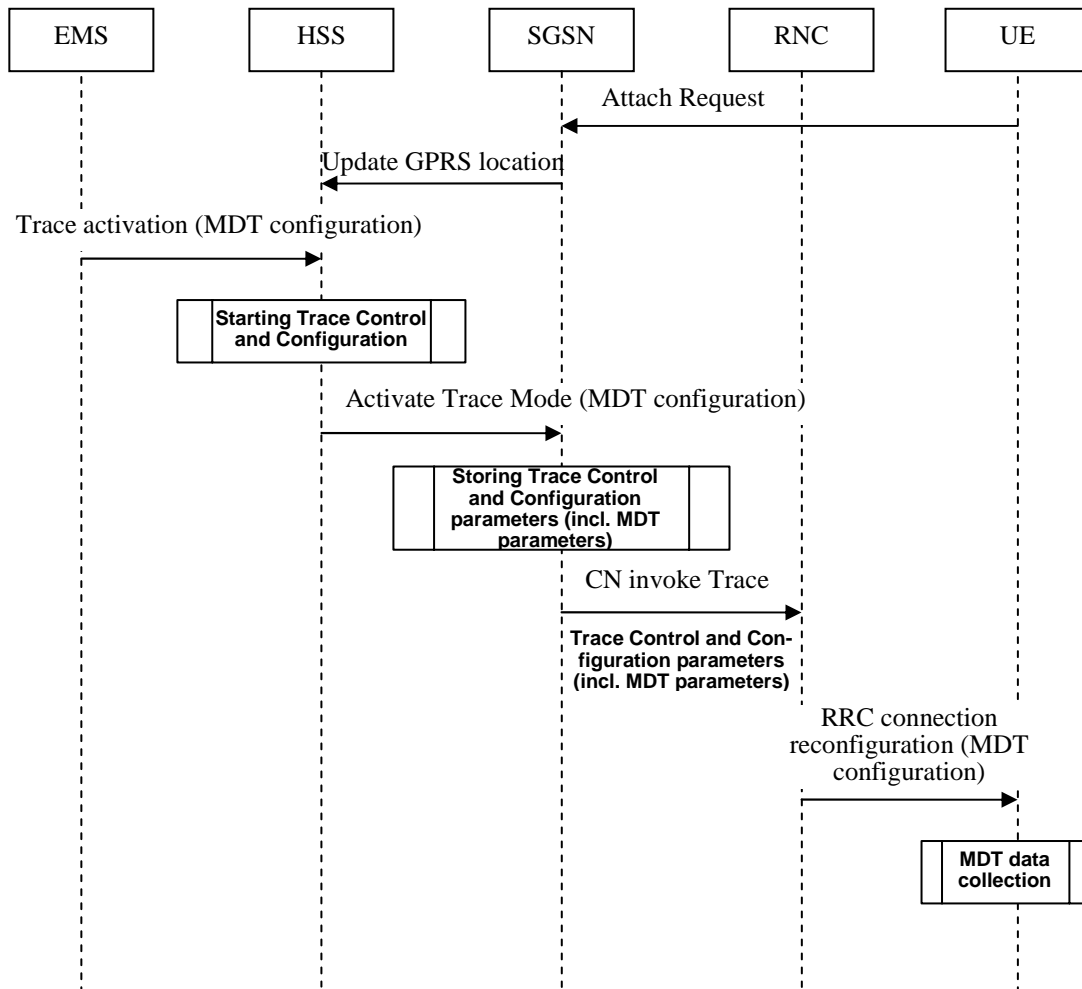 EMS
HSS
SGSN
RNC
UE
Attach Request
Update GPRS location
Trace activation (MDT configuration)
Starting Trace Control
and Configuration
Activate Trace Mode (MDT configuration)
Storing Trace Control
and Configuration
parameters (incl. MDT
parameters)
CN invoke Trace
Trace Control and Con-
figuration parameters
(incl. MDT parameters)
RRC connection
reconfiguration (MDT
configuration)
MDT data
collection